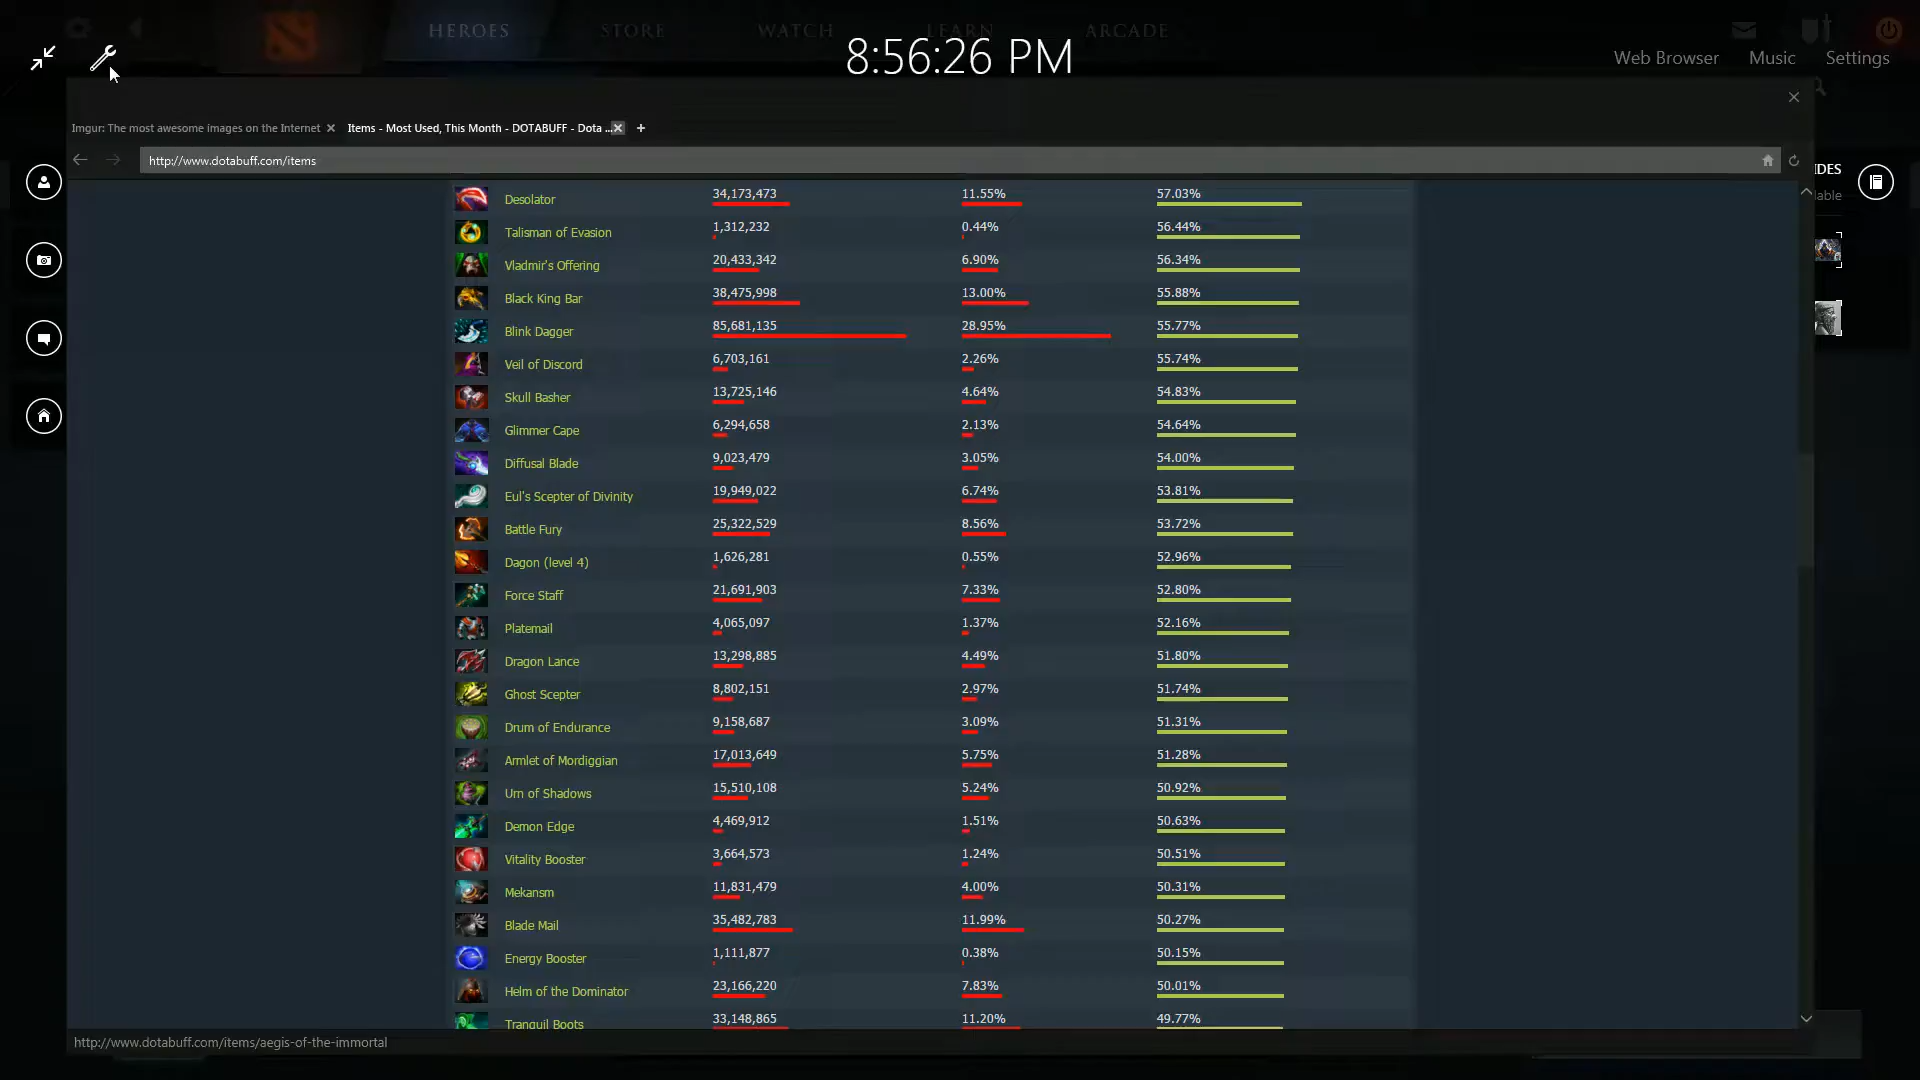 HEROES STORE WATCH LEARN ARCADE
8:56:26 PM
Web Browser Music Settings
Imgur: The most awesome images on the Internet
Items - Most Used, This Month - DOTABUFF - Dota ...
http://www.dotabuff.com/items
IDES
lable
Desolator 34,173,473 11.55% 57.03%
Talisman of Evasion 1,312,232 0.44% 56.44%
Vladmir's Offering 20,433,342 6.90% 56.34%
Black King Bar 38,475,998 13.00% 55.88%
Blink Dagger 85,681,135 28.95% 55.77%
Veil of Discord 6,703,161 2.26% 55.74%
Skull Basher 13,725,146 4.64% 54.83%
Glimmer Cape 6,294,658 2.13% 54.64%
Diffusal Blade 9,023,479 3.05% 54.00%
Eul's Scepter of Divinity 19,949,022 6.74% 53.81%
Battle Fury 25,322,529 8.56% 53.72%
Dagon (level 4) 1,626,281 0.55% 52.96%
Force Staff 21,691,903 7.33% 52.80%
Platemail 4,065,097 1.37% 52.16%
Dragon Lance 13,298,885 4.49% 51.80%
Ghost Scepter 8,802,151 2.97% 51.74%
Drum of Endurance 9,158,687 3.09% 51.31%
Armlet of Mordiggian 17,013,649 5.75% 51.28%
Urn of Shadows 15,510,108 5.24% 50.92%
Demon Edge 4,469,912 1.51% 50.63%
Vitality Booster 3,664,573 1.24% 50.51%
Mekansm 11,831,479 4.00% 50.31%
Blade Mail 35,482,783 11.99% 50.27%
Energy Booster 1,111,877 0.38% 50.15%
Helm of the Dominator 23,166,220 7.83% 50.01%
Tranquil Boots 33,148,865 11.20% 49.77%
http://www.dotabuff.com/items/aegis-of-the-immortal